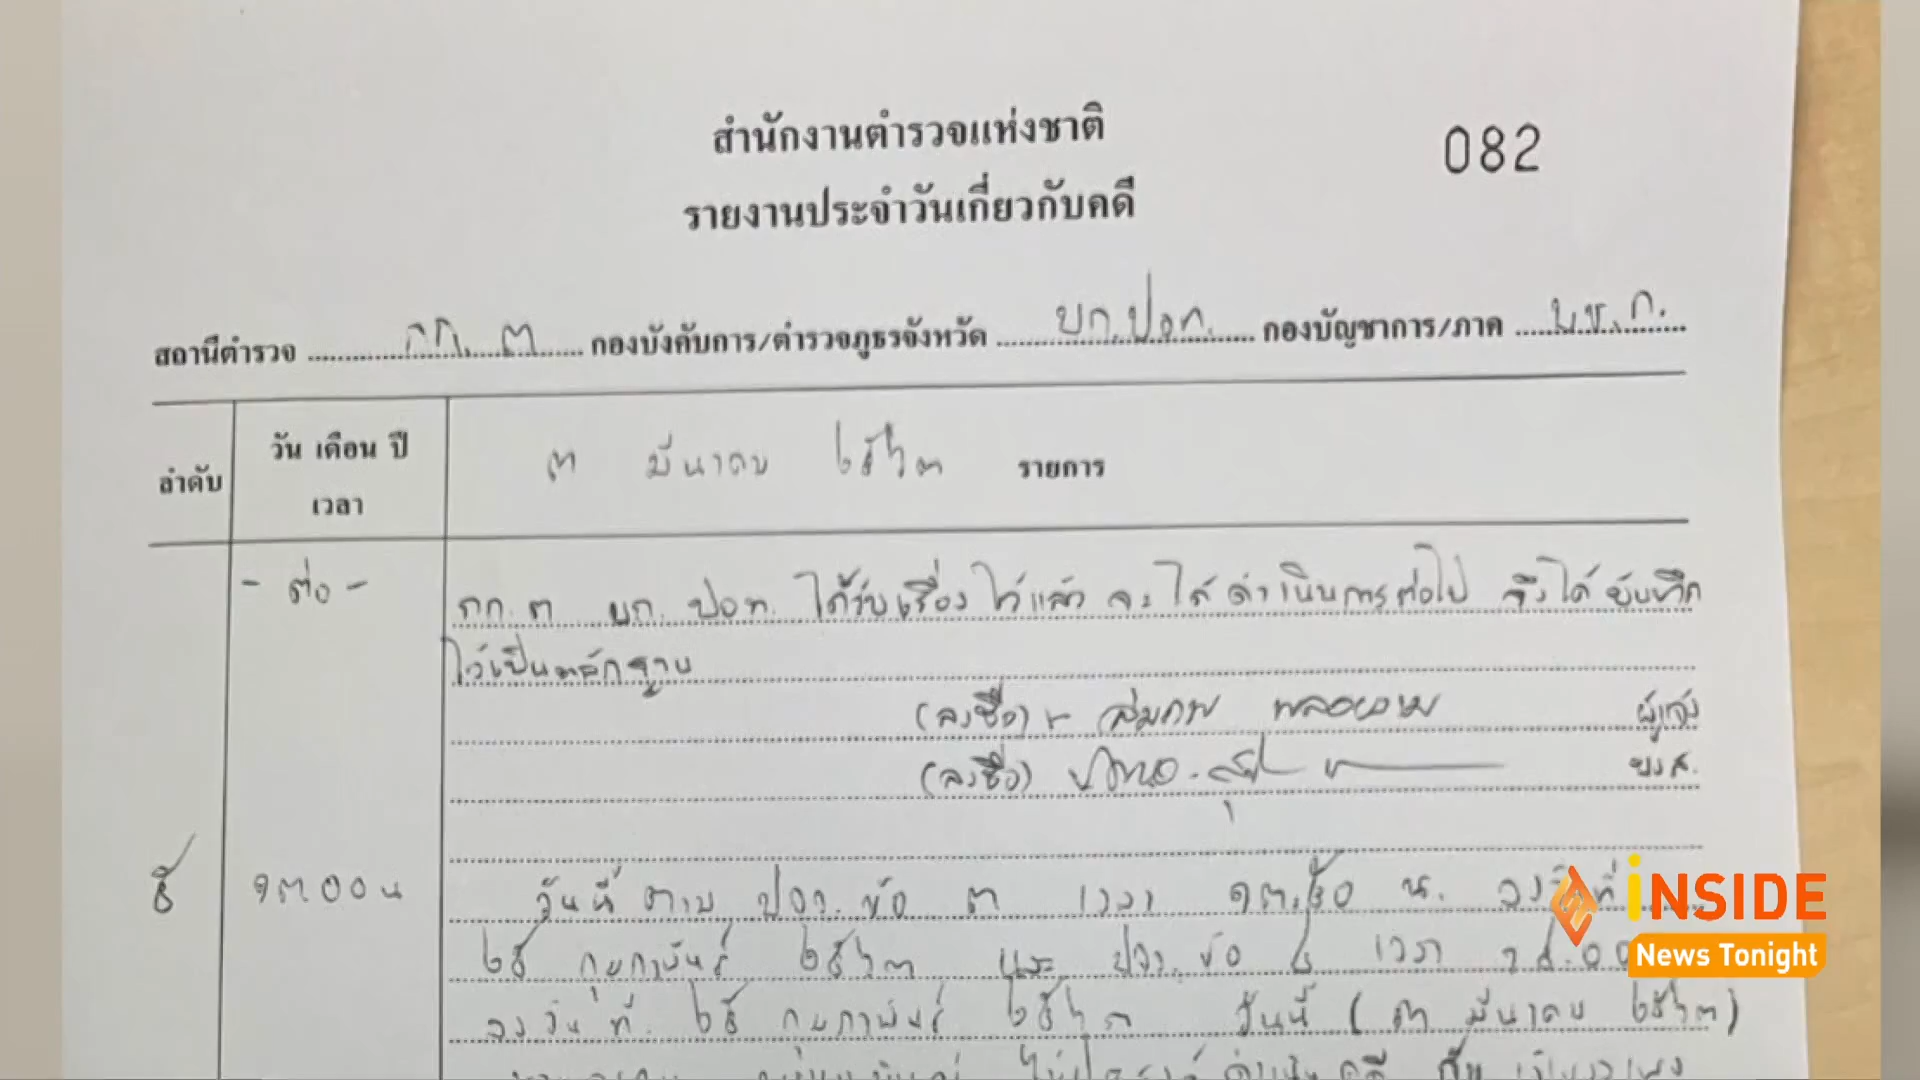 สำนักงานตำรวจแห่งชาติ
082
รายงานประจำวันเกี่ยวกับคดี
สถานีตำรวจ กก. ๓ กองบังคับการ/ตำรวจภูธรจังหวัด บก.ปอท. กองบัญชาการ/ภาค บช.ก.
ลำดับ วัน เดือน ปี เวลา ๓ มีนาคม ๒๕๖๓ รายการ
- ต่อ - กก.๓ บก.ปอท. ได้รับเรื่องไว้แล้ว จะได้ดำเนินการต่อไป จึงได้บันทึก
ไว้เป็นหลักฐาน
(ลงชื่อ) ผู้แจ้ง
(ลงชื่อ) พงส.
๕ ๑๓.๐๐ น วันนี้ ตาม ปจว.ข้อ ๓ เวลา ๑๓.๕๐ น. ลงวันที่
๒๕ กุมภาพันธ์ ๒๕๖๓ และ ปจว.ข้อ เวลา
ลงวันที่ ๒๕ กุมภาพันธ์ ๒๕๖๓ วันนี้ (๓ มีนาคม ๒๕๖๓)
iNSIDE
News Tonight